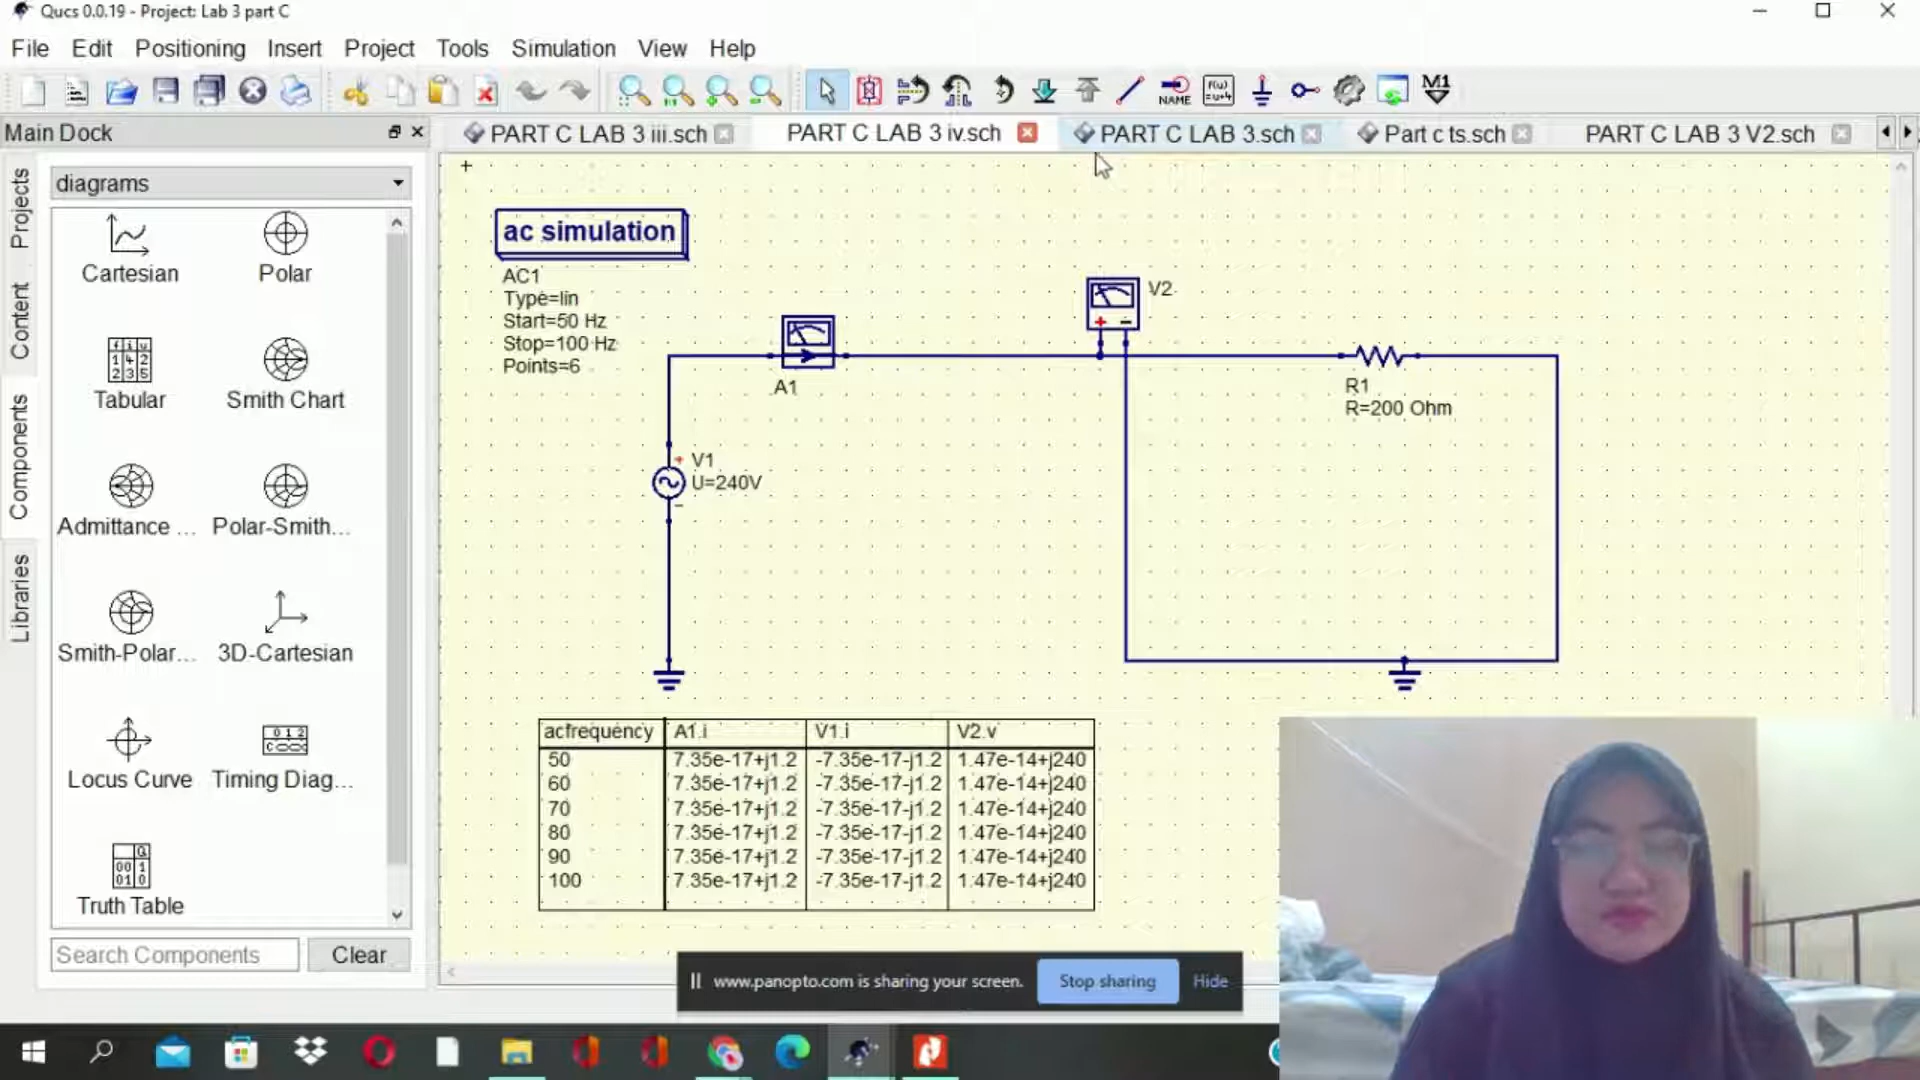 Qucs 0.0.19 - Project: Lab 3 part C
File Edit Positioning Insert Project Tools Simulation View Help
NAME
M1
Main Dock
PART C LAB 3 iii.sch
PART C LAB 3 iv.sch
PART C LAB 3.sch
Part c ts.sch
PART C LAB 3 V2.sch
Projects
Content
Components
Libraries
diagrams
Cartesian
Polar
Tabular
Smith Chart
Admittance ...
Polar-Smith...
Smith-Polar...
3D-Cartesian
Locus Curve
Timing Diag...
Truth Table
Search Components
Clear
ac simulation
AC1
Type=lin
Start=50 Hz
Stop=100 Hz
Points=6
A1
V2
R1
R=200 Ohm
V1
U=240V
acfrequency A1.i V1.i V2.v
50 7.35e-17+j1.2 -7.35e-17-j1.2 1.47e-14+j240
60 7.35e-17+j1.2 -7.35e-17-j1.2 1.47e-14+j240
70 7.35e-17+j1.2 -7.35e-17-j1.2 1.47e-14+j240
80 7.35e-17+j1.2 -7.35e-17-j1.2 1.47e-14+j240
90 7.35e-17+j1.2 -7.35e-17-j1.2 1.47e-14+j240
100 7.35e-17+j1.2 -7.35e-17-j1.2 1.47e-14+j240
www.panopto.com is sharing your screen.
Stop sharing
Hide